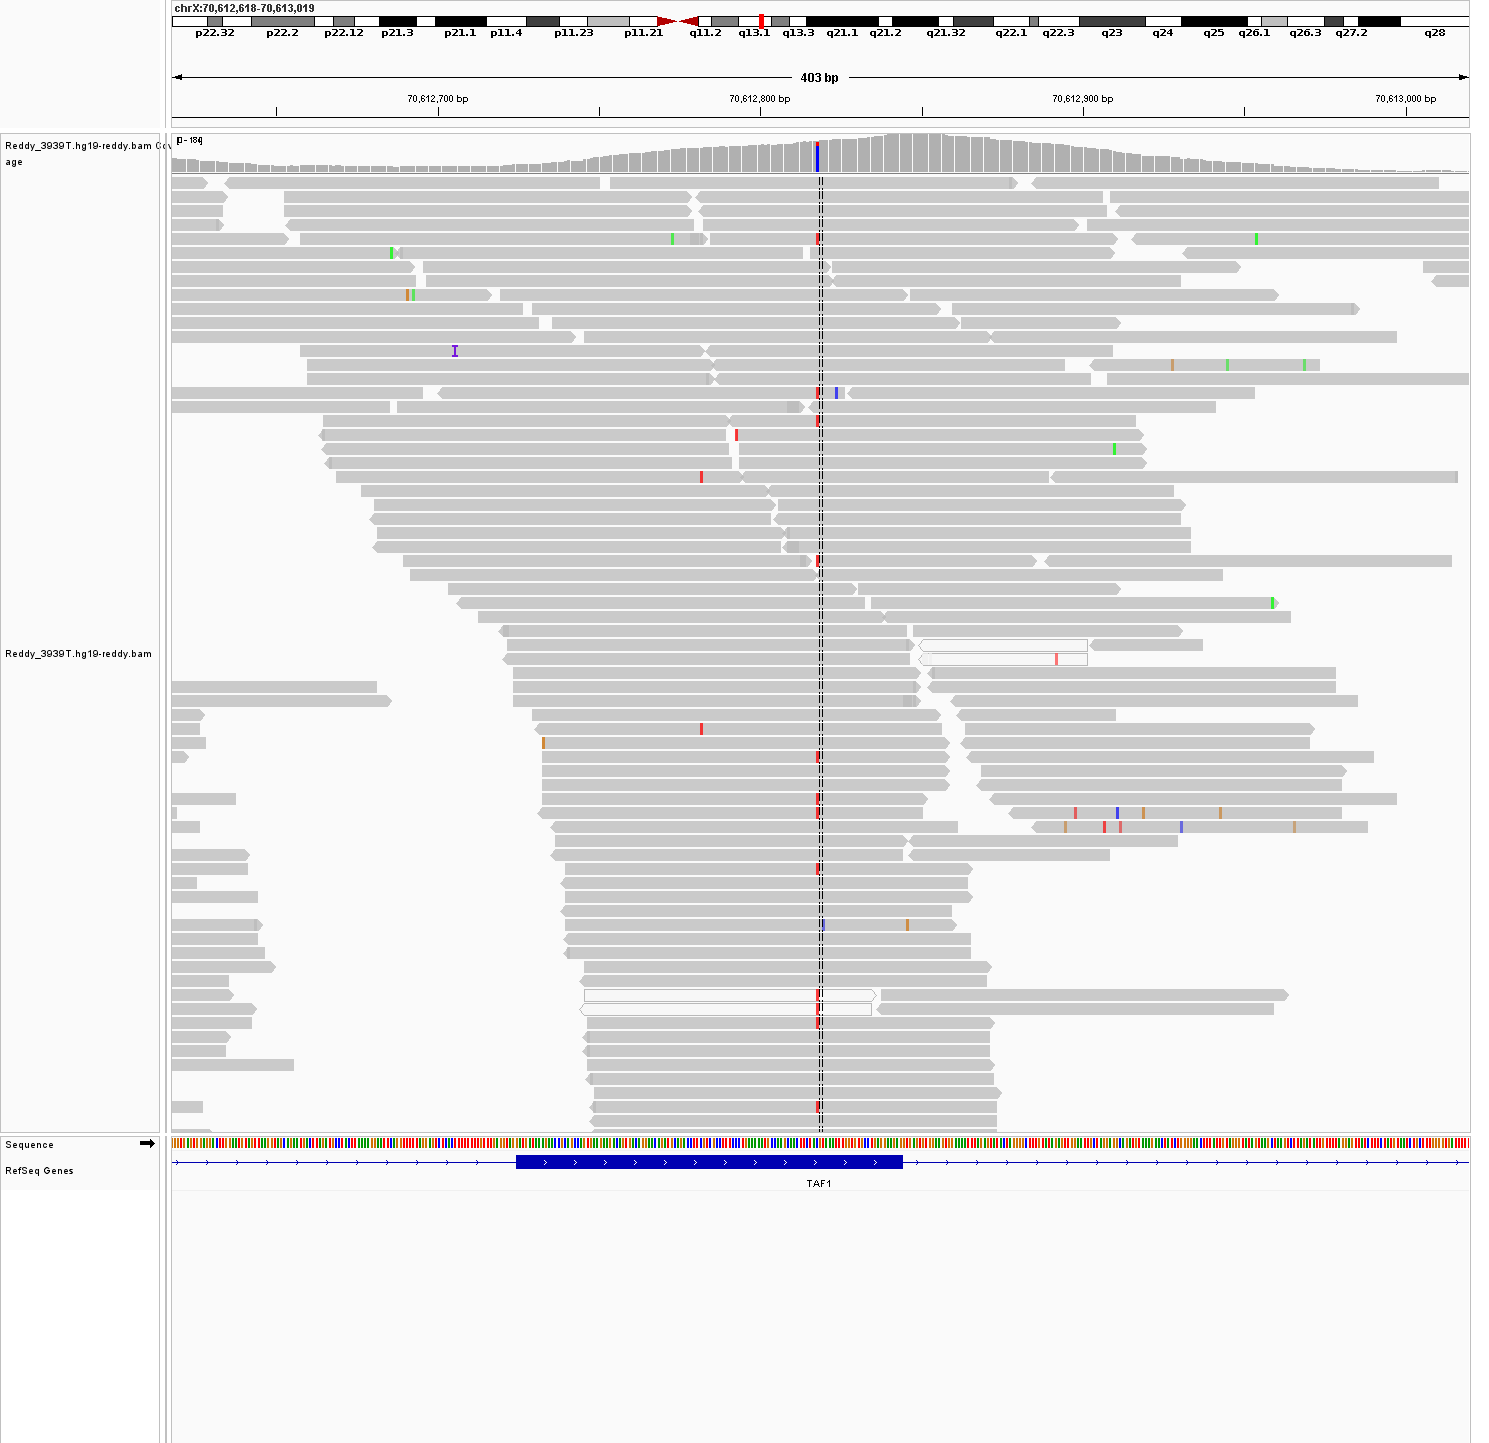 chrX:70,612,618-70,613,019
p22.32 p22.2 p22.12 p21.3 p21.1 p11.4 p11.23 p11.21 q11.2 q13.1 q13.3 q21.1 q21.2 q21.32 q22.1 q22.3 q23 q24 q25 q26.1 q26.3 q27.2 q28
403 bp
70,612,700 bp 70,612,800 bp 70,612,900 bp 70,613,000 bp
[0 - 184]
Reddy_3939T.hg19-reddy.bam Cov
age
Reddy_3939T.hg19-reddy.bam
Sequence
RefSeq Genes
TAF1